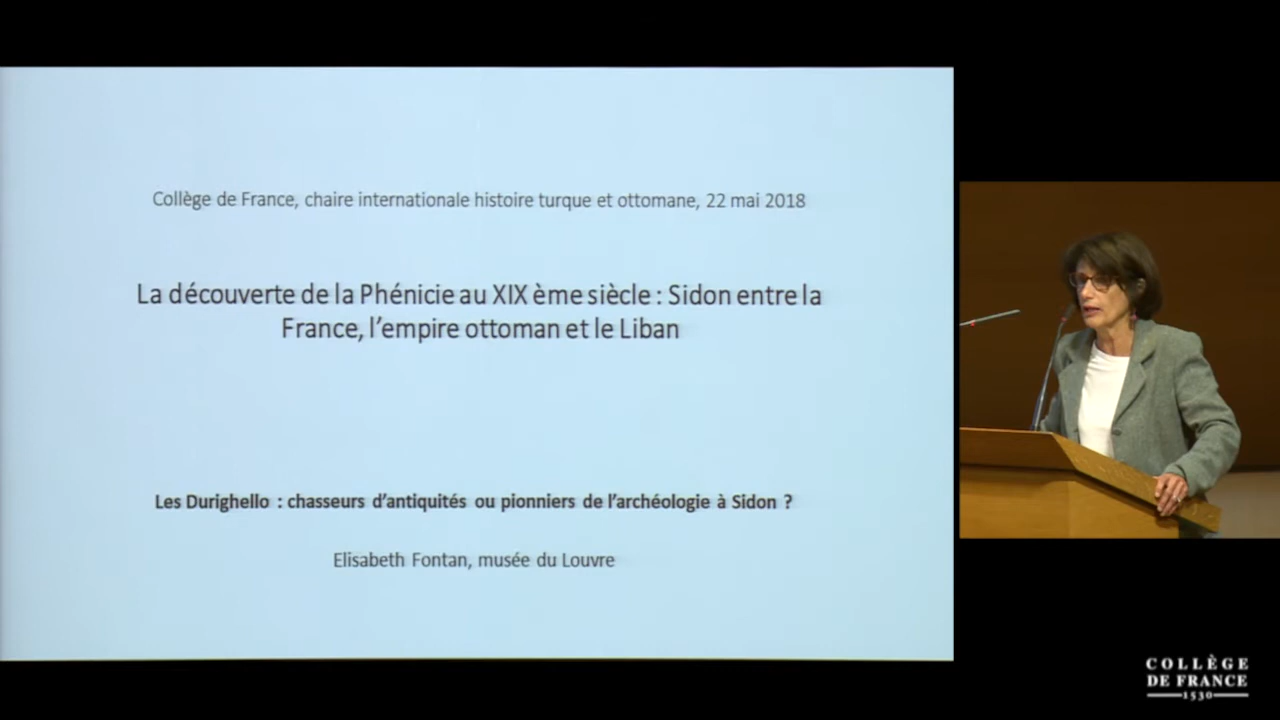 Collège de France, chaire internationale histoire turque et ottomane, 22 mai 2018
La découverte de la Phénicie au XIX ème siècle : Sidon entre la
France, l’empire ottoman et le Liban
Les Durighello : chasseurs d’antiquités ou pionniers de l’archéologie à Sidon ?
Elisabeth Fontan, musée du Louvre
COLLÈGE
DE FRANCE
1530